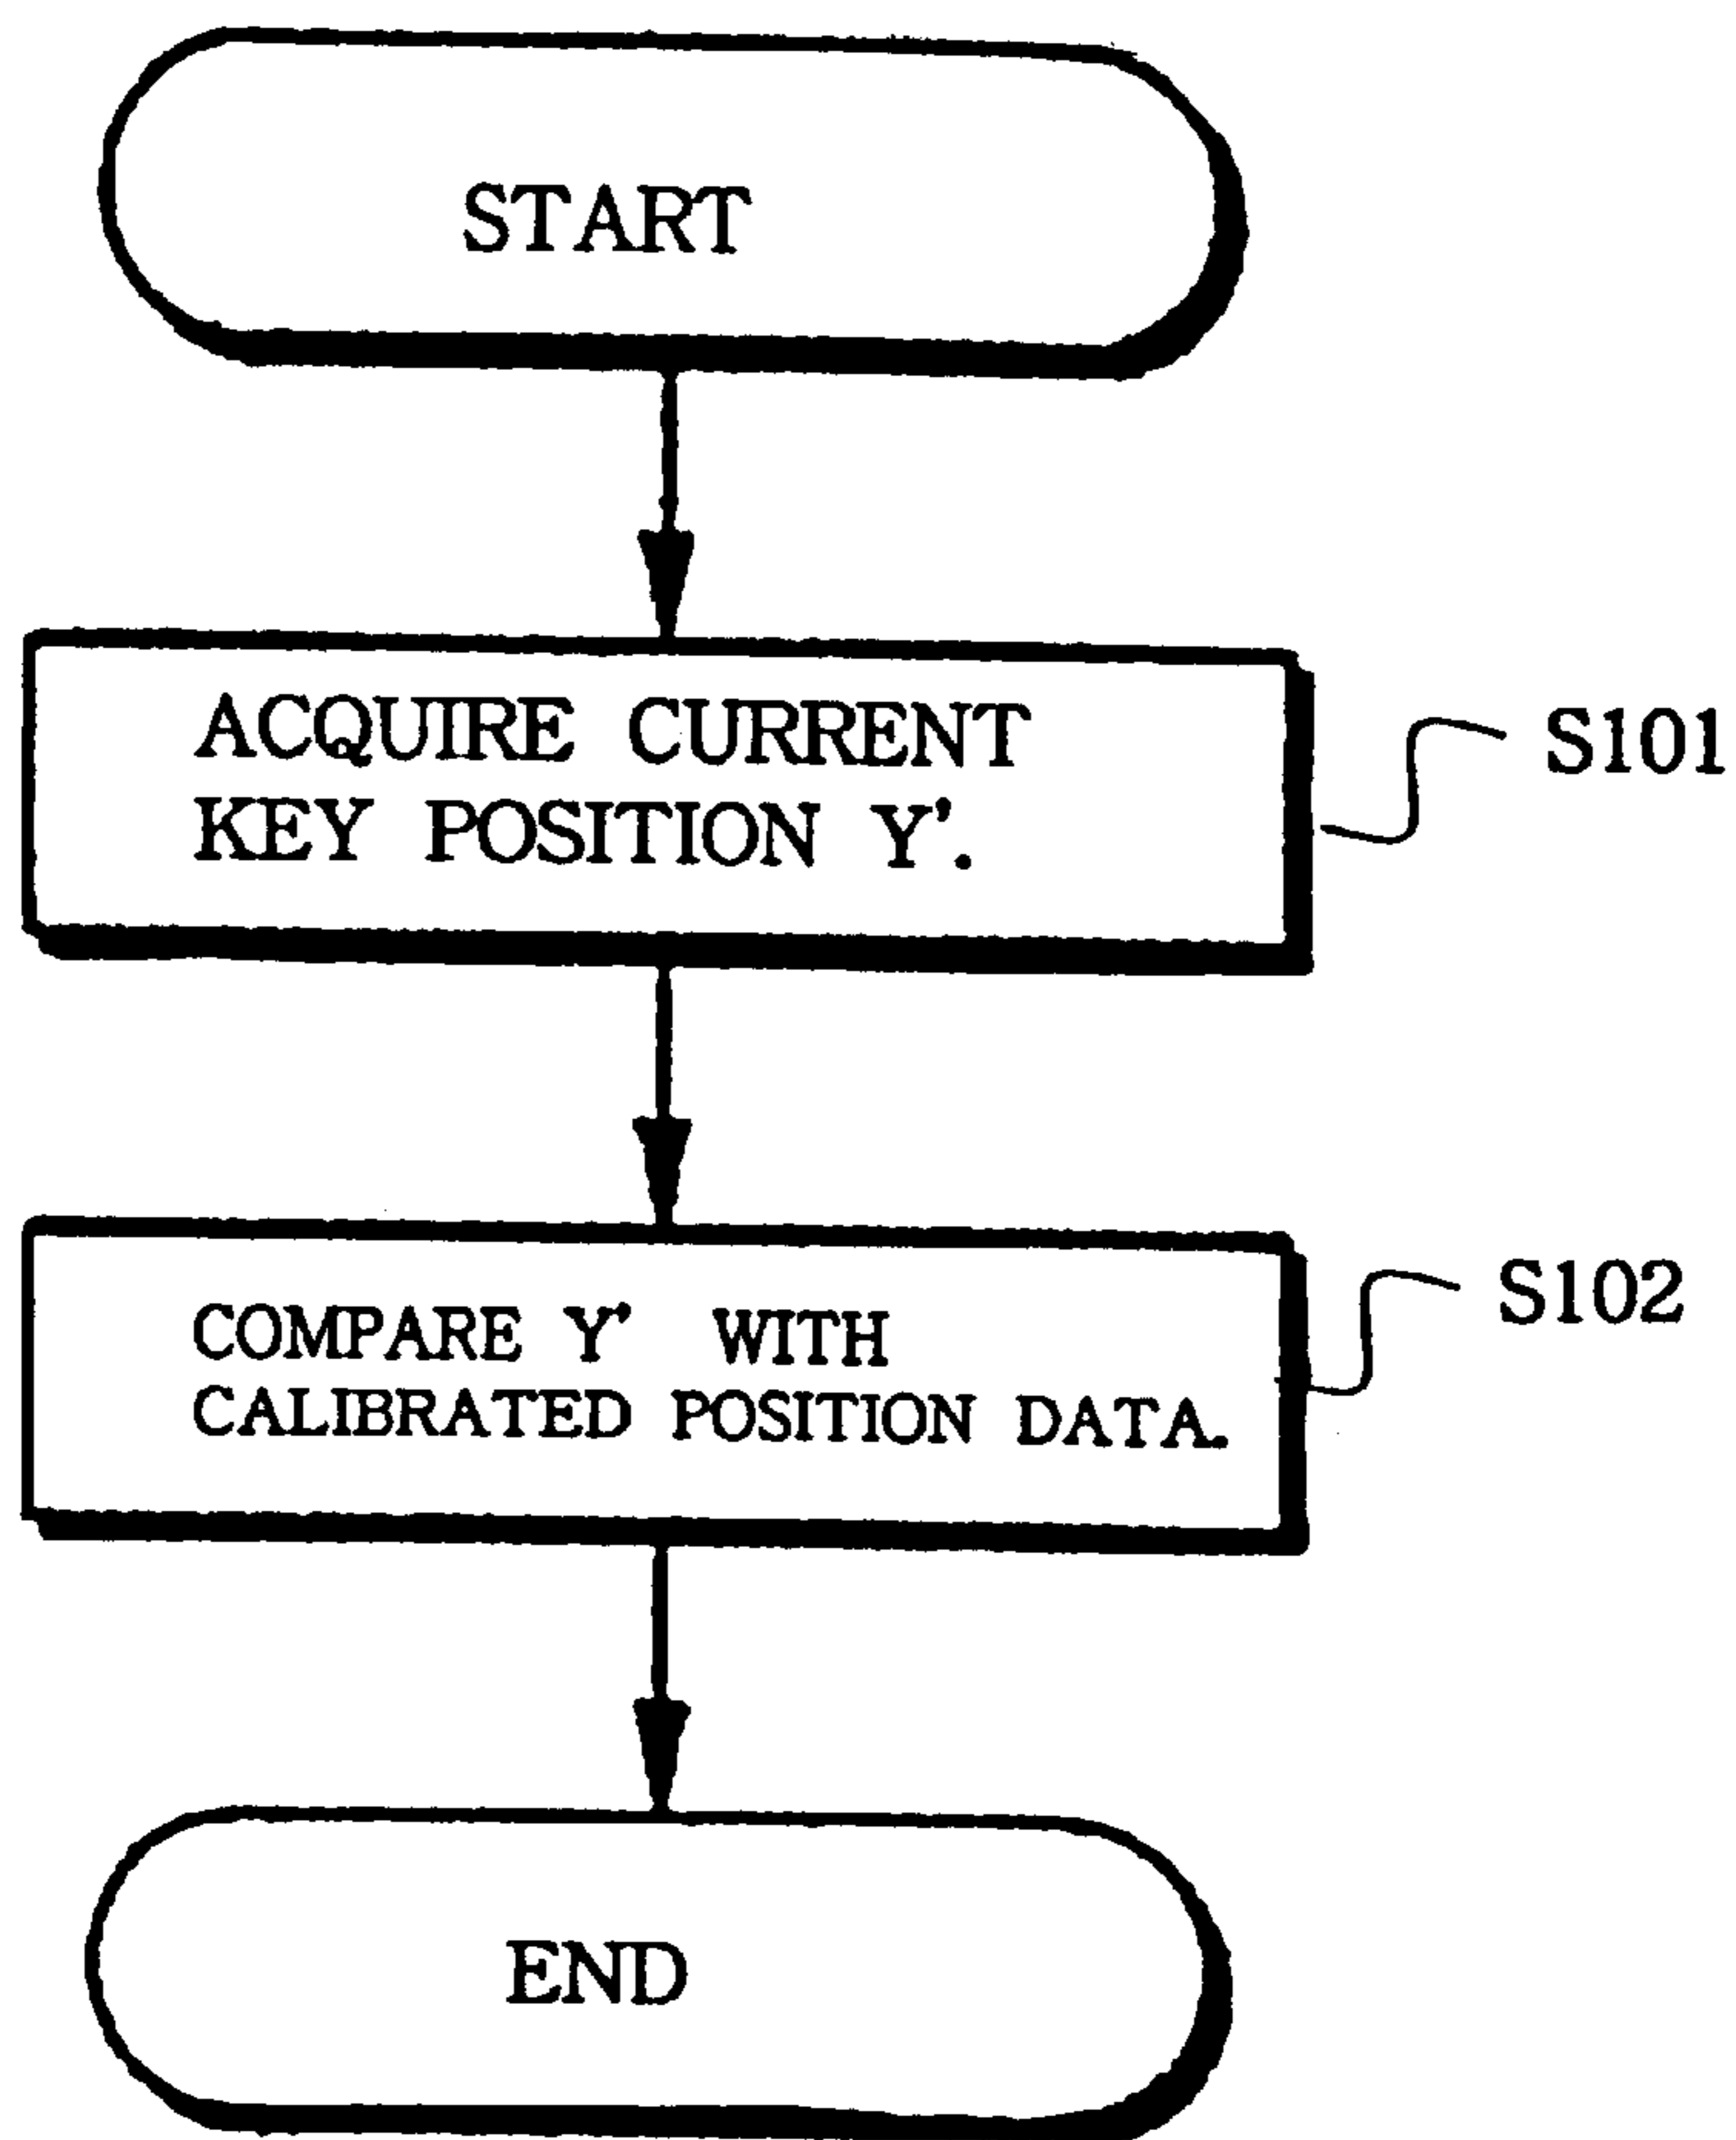 START
ACQUIRE CURRENT
KEY POSITION Y'.
S101
COMPARE Y' WITH
CALIBRATED POSITION DATA.
S102
END